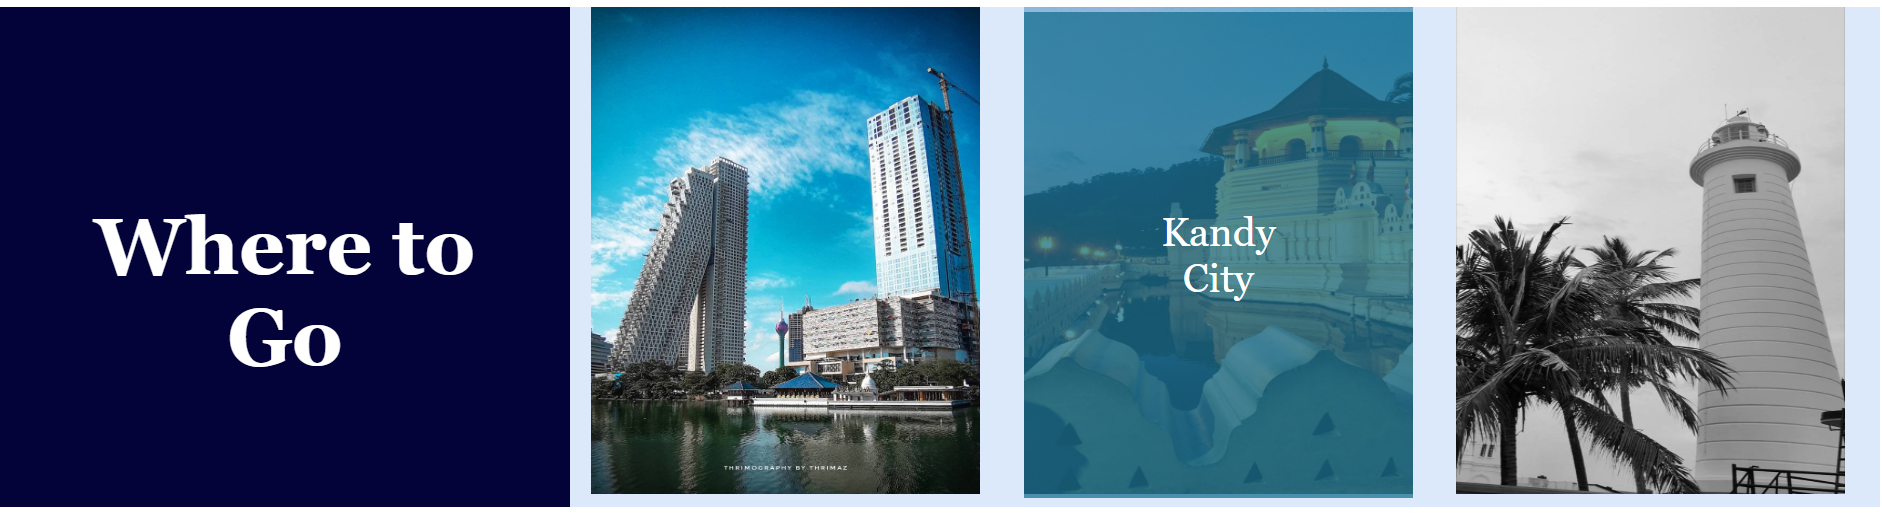 Where to
Go
THRIMOGRAPHY BY THRIMAZ
Kandy
City